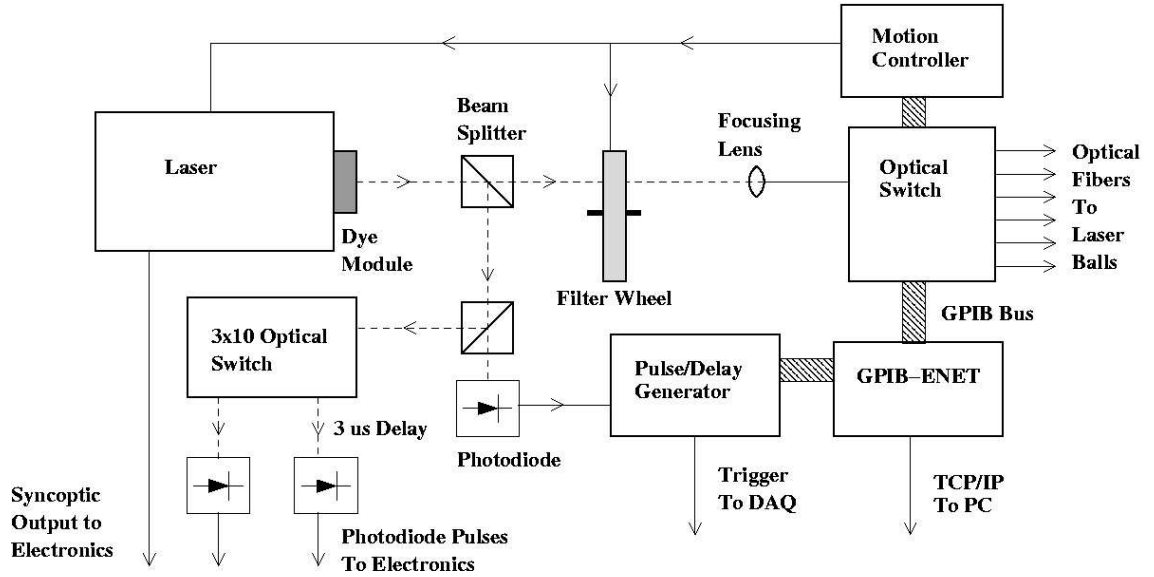 Motion
Controller
Beam
Splitter
Focusing
Lens
Laser
Optical
Switch
Optical
Fibers
To
Laser
Balls
Dye
Module
Filter Wheel
GPIB Bus
3x10 Optical
Switch
Pulse/Delay
Generator
GPIB–ENET
3 us Delay
Photodiode
Trigger
To DAQ
TCP/IP
To PC
Syncoptic
Output to
Electronics
Photodiode Pulses
To Electronics